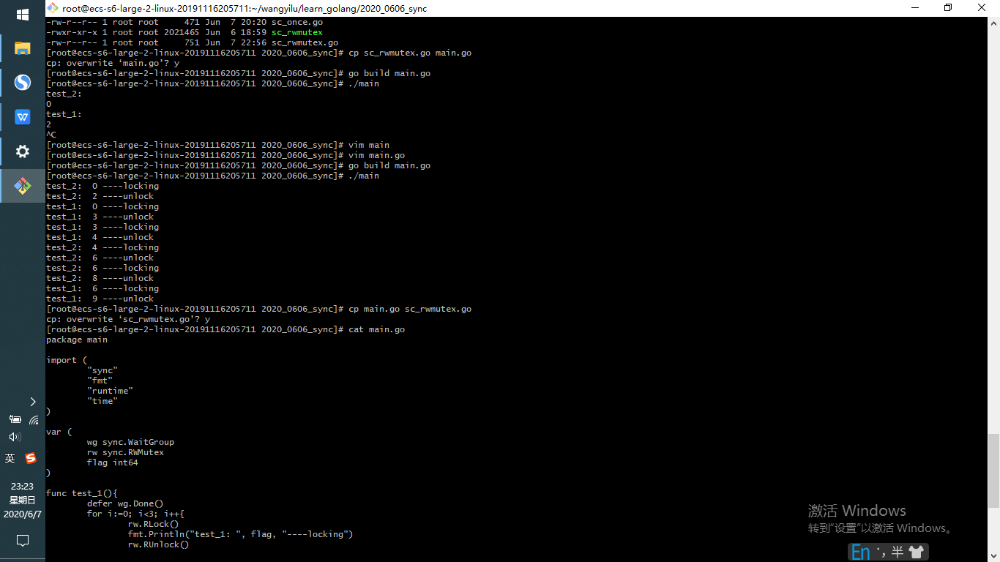 root@ecs-s6-large-2-linux-20191116205711:~/wangyilu/learn_golang/2020_0606_sync
-rw-r--r-- 1 root root     471 Jun  7 20:20 sc_once.go
-rwxr-xr-x 1 root root 2021465 Jun  6 18:59 sc_rwmutex
-rw-r--r-- 1 root root     751 Jun  7 22:56 sc_rwmutex.go
[root@ecs-s6-large-2-linux-20191116205711 2020_0606_sync]# cp sc_rwmutex.go main.go
cp: overwrite ‘main.go’? y
[root@ecs-s6-large-2-linux-20191116205711 2020_0606_sync]# go build main.go
[root@ecs-s6-large-2-linux-20191116205711 2020_0606_sync]# ./main
test_2:
0
test_1:
2
^C
[root@ecs-s6-large-2-linux-20191116205711 2020_0606_sync]# vim main
[root@ecs-s6-large-2-linux-20191116205711 2020_0606_sync]# vim main.go
[root@ecs-s6-large-2-linux-20191116205711 2020_0606_sync]# go build main.go
[root@ecs-s6-large-2-linux-20191116205711 2020_0606_sync]# ./main
test_2:  0 ----locking
test_2:  2 ----unlock
test_1:  0 ----locking
test_1:  3 ----unlock
test_1:  3 ----locking
test_1:  4 ----unlock
test_2:  4 ----locking
test_2:  6 ----unlock
test_2:  6 ----locking
test_2:  8 ----unlock
test_1:  6 ----locking
test_1:  9 ----unlock
[root@ecs-s6-large-2-linux-20191116205711 2020_0606_sync]# cp main.go sc_rwmutex.go
cp: overwrite ‘sc_rwmutex.go’? y
[root@ecs-s6-large-2-linux-20191116205711 2020_0606_sync]# cat main.go
package main
import (
        "sync"
        "fmt"
        "runtime"
        "time"
)
var (
        wg sync.WaitGroup
        rw sync.RWMutex
        flag int64
)
func test_1(){
        defer wg.Done()
        for i:=0; i<3; i++{
                rw.RLock()
                fmt.Println("test_1: ", flag, "----locking")
                rw.RUnlock()
英
23:23
星期日
2020/6/7
激活 Windows
转到“设置”以激活 Windows。
En 半